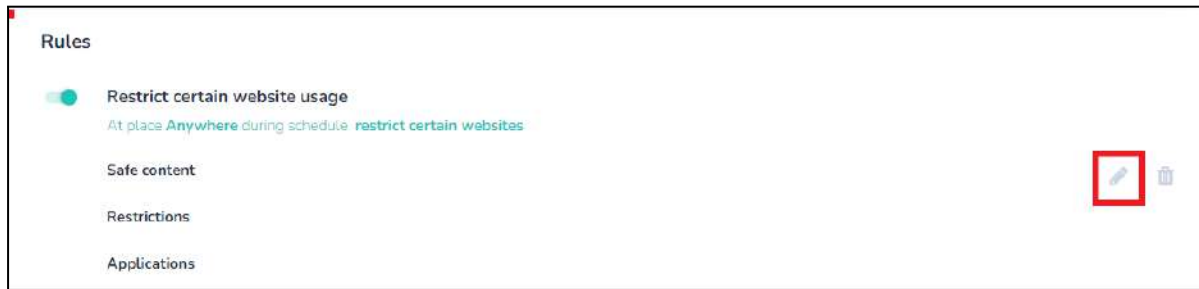 Rules
Restrict certain website usage
At place Anywhere during schedule restrict certain websites
Safe content
Restrictions
Applications